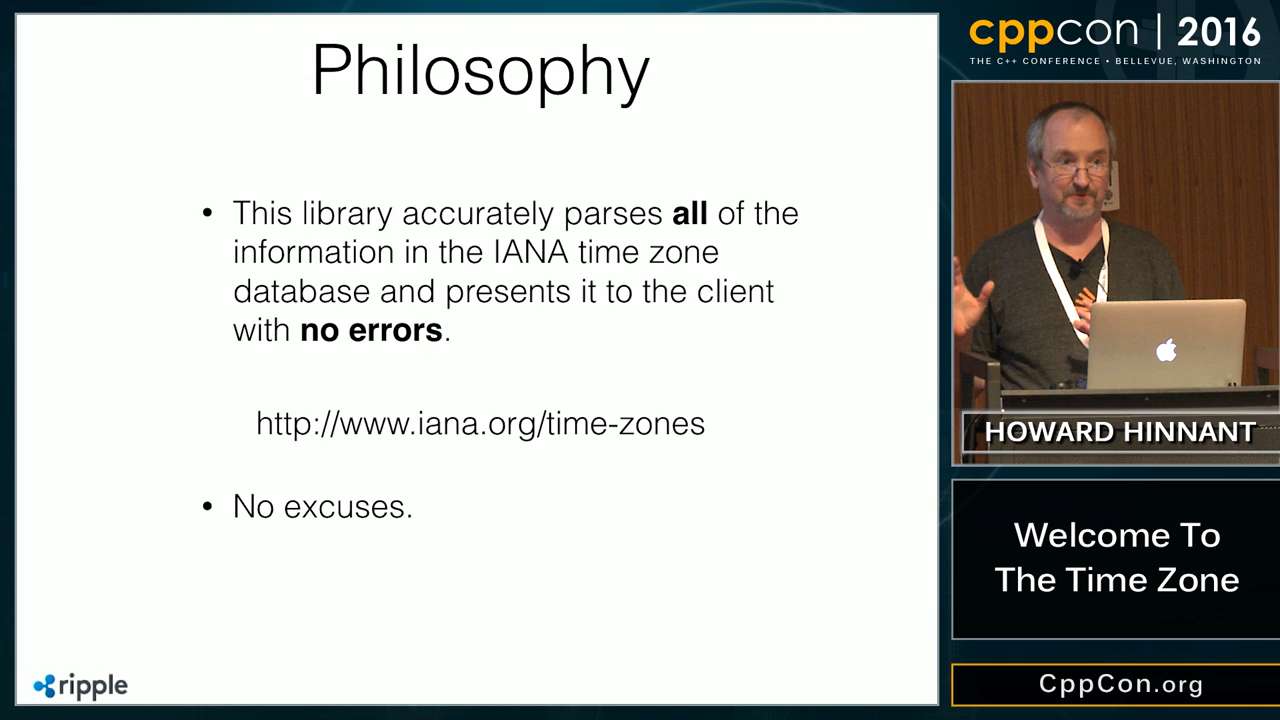 Philosophy
• This library accurately parses all of the
information in the IANA time zone
database and presents it to the client
with no errors.
http://www.iana.org/time-zones
• No excuses.
ripple
cppcon | 2016
THE C++ CONFERENCE • BELLEVUE, WASHINGTON
HOWARD HINNANT
Welcome To
The Time Zone
CppCon.org